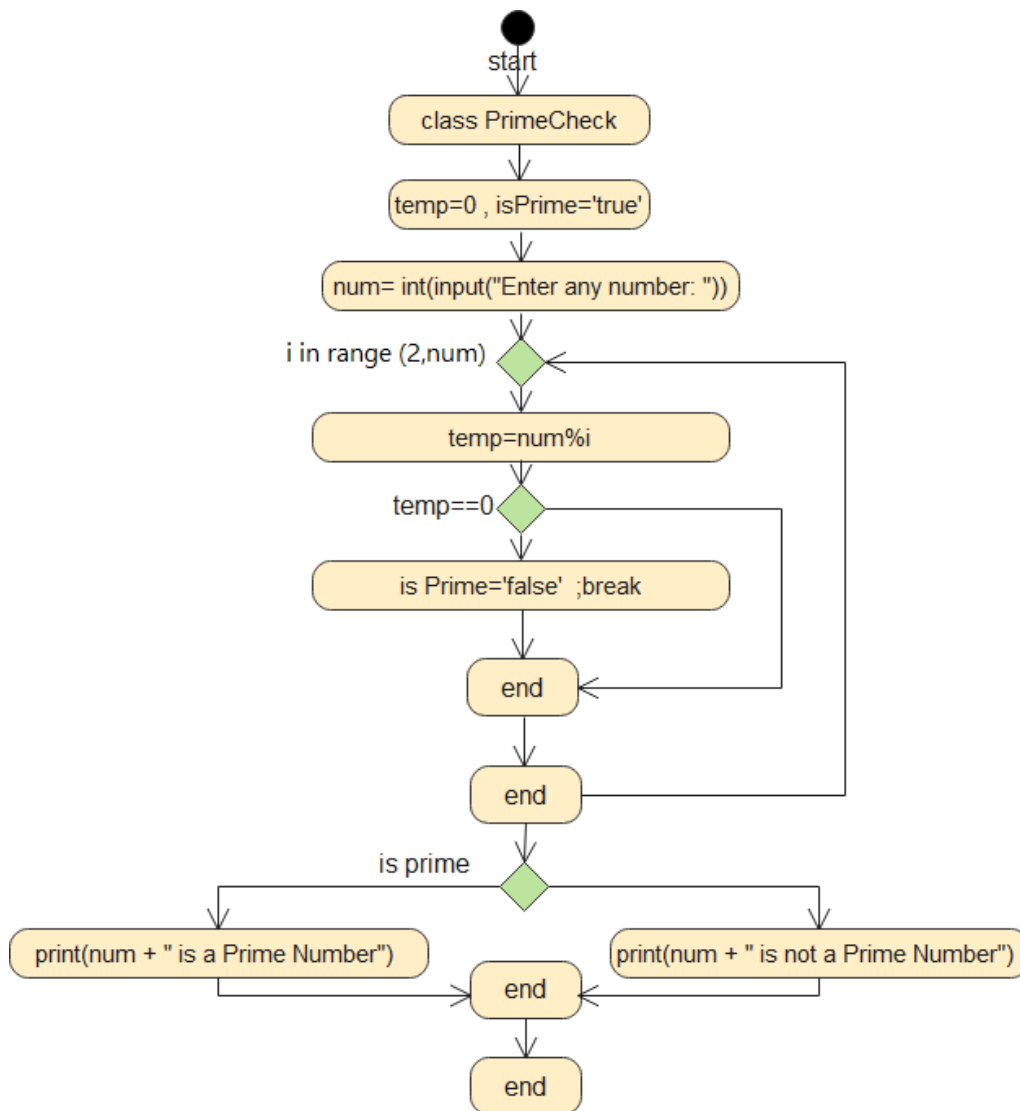 start
class PrimeCheck
temp=0 , isPrime='true'
num= int(input("Enter any number: "))
i in range (2,num)
temp=num%i
temp==0
is Prime='false'  ;break
end
end
is prime
print(num + " is a Prime Number")
print(num + " is not a Prime Number")
end
end